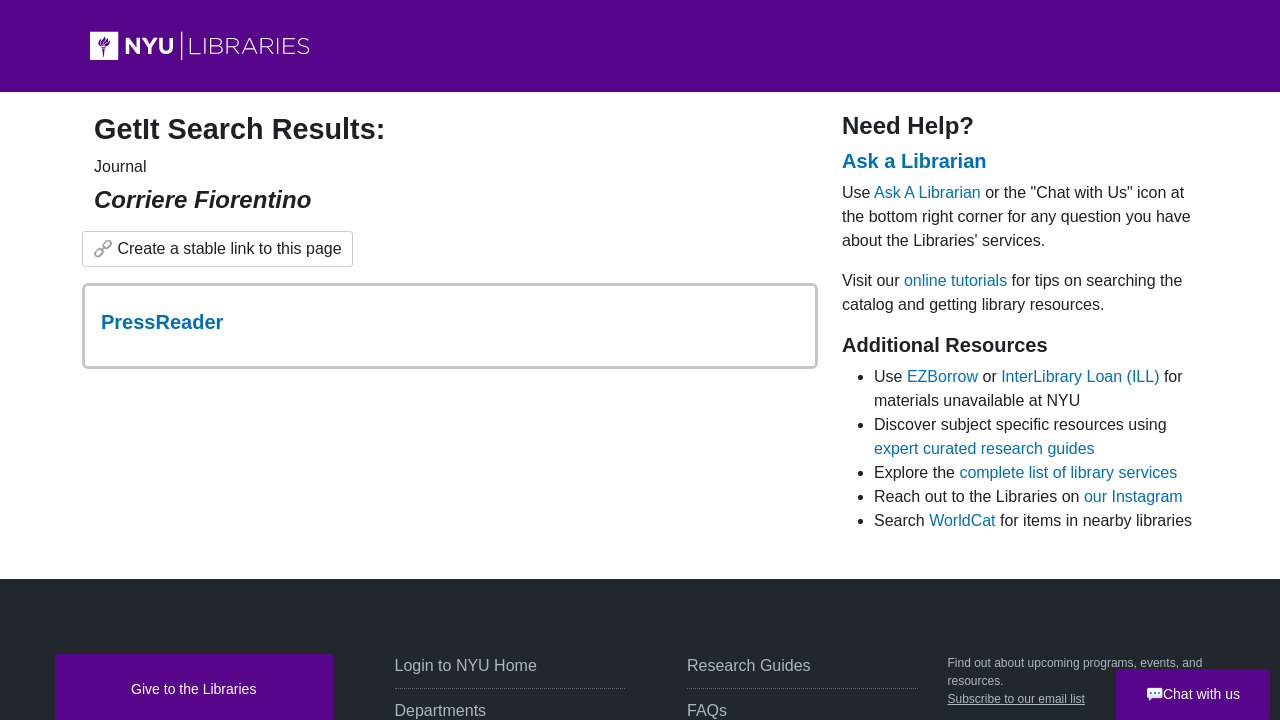 NYU | LIBRARIES
GetIt Search Results:
Journal
Corriere Fiorentino
Create a stable link to this page
PressReader
Need Help?
Ask a Librarian
Use Ask A Librarian or the "Chat with Us" icon at
the bottom right corner for any question you have
about the Libraries' services.
Visit our online tutorials for tips on searching the
catalog and getting library resources.
Additional Resources
Use EZBorrow or InterLibrary Loan (ILL) for
materials unavailable at NYU
Discover subject specific resources using
expert curated research guides
Explore the complete list of library services
Reach out to the Libraries on our Instagram
Search WorldCat for items in nearby libraries
Give to the Libraries
Login to NYU Home
Departments
Research Guides
FAQs
Find out about upcoming programs, events, and
resources.
Subscribe to our email list
Chat with us